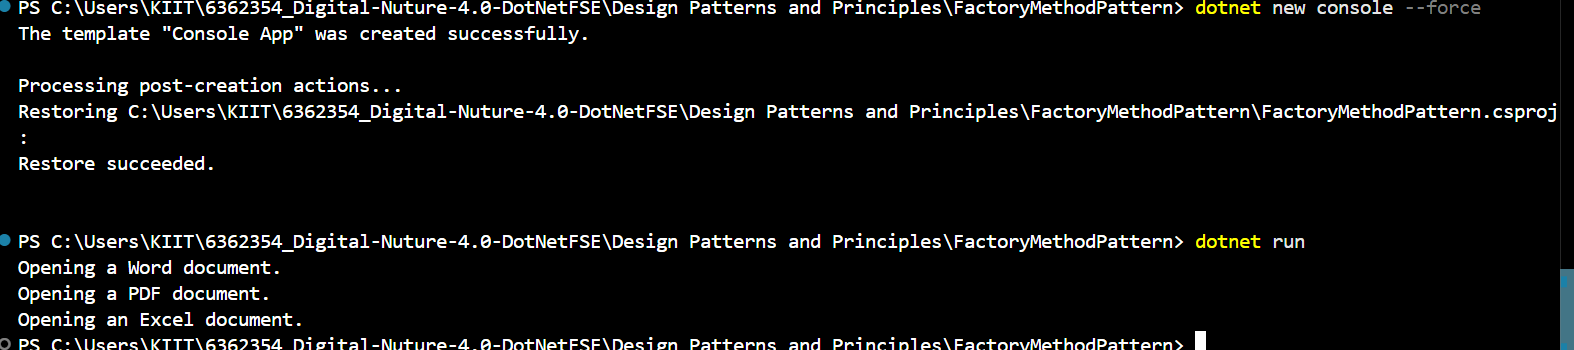 PS C:\Users\KIIT\6362354_Digital-Nuture-4.0-DotNetFSE\Design Patterns and Principles\FactoryMethodPattern> dotnet new console --force
The template "Console App" was created successfully.
Processing post-creation actions...
Restoring C:\Users\KIIT\6362354_Digital-Nuture-4.0-DotNetFSE\Design Patterns and Principles\FactoryMethodPattern\FactoryMethodPattern.csproj
:
Restore succeeded.
PS C:\Users\KIIT\6362354_Digital-Nuture-4.0-DotNetFSE\Design Patterns and Principles\FactoryMethodPattern> dotnet run
Opening a Word document.
Opening a PDF document.
Opening an Excel document.
PS C:\Users\KIIT\6362354_Digital-Nuture-4.0-DotNetFSE\Design Patterns and Principles\FactoryMethodPattern>